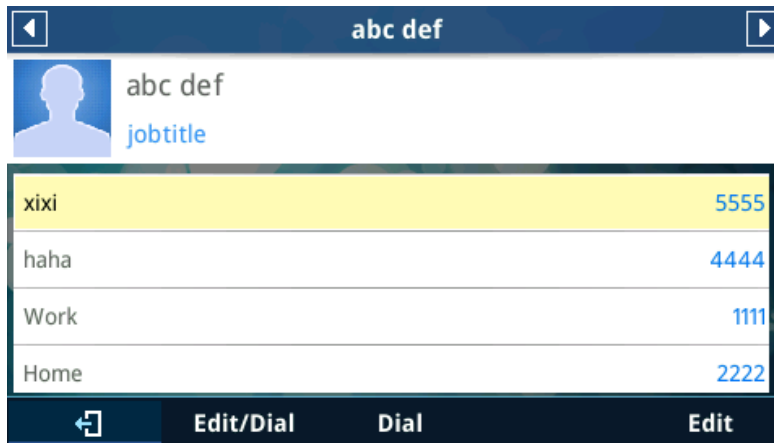 abc def
abc def
jobtitle
xixi 5555
haha 4444
Work 1111
Home 2222
Edit/Dial Dial Edit